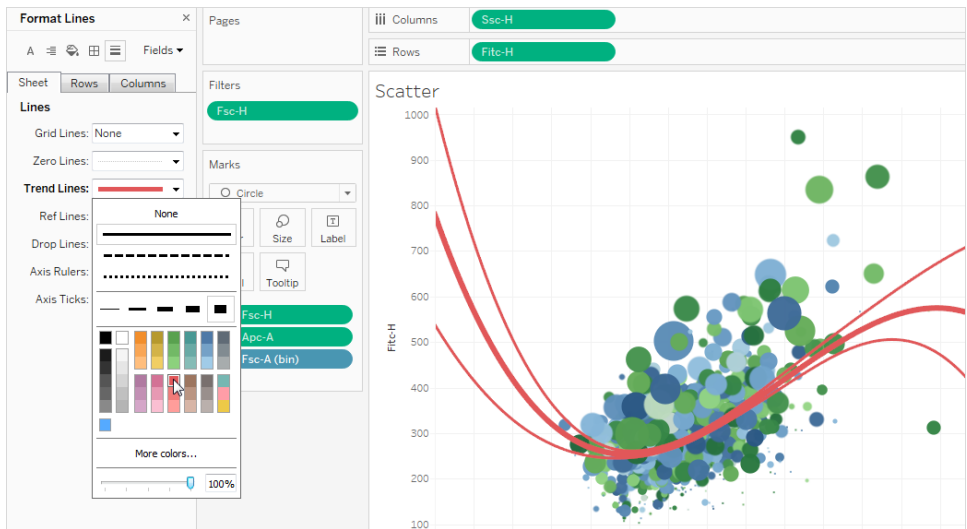 Format Lines ×
A Fields
Sheet Rows Columns
Lines
Grid Lines: None
Zero Lines:
Trend Lines:
Ref Lines:
Drop Lines:
Axis Rulers:
Axis Ticks:
None
More colors...
100%
Pages
Filters
Fsc-H
Marks
Circle
Size
T
Label
Tooltip
Fsc-H
Apc-A
Fsc-A (bin)
Columns Ssc-H
Rows Fitc-H
Scatter
Fitc-H
1000
900
800
700
600
500
400
300
200
100